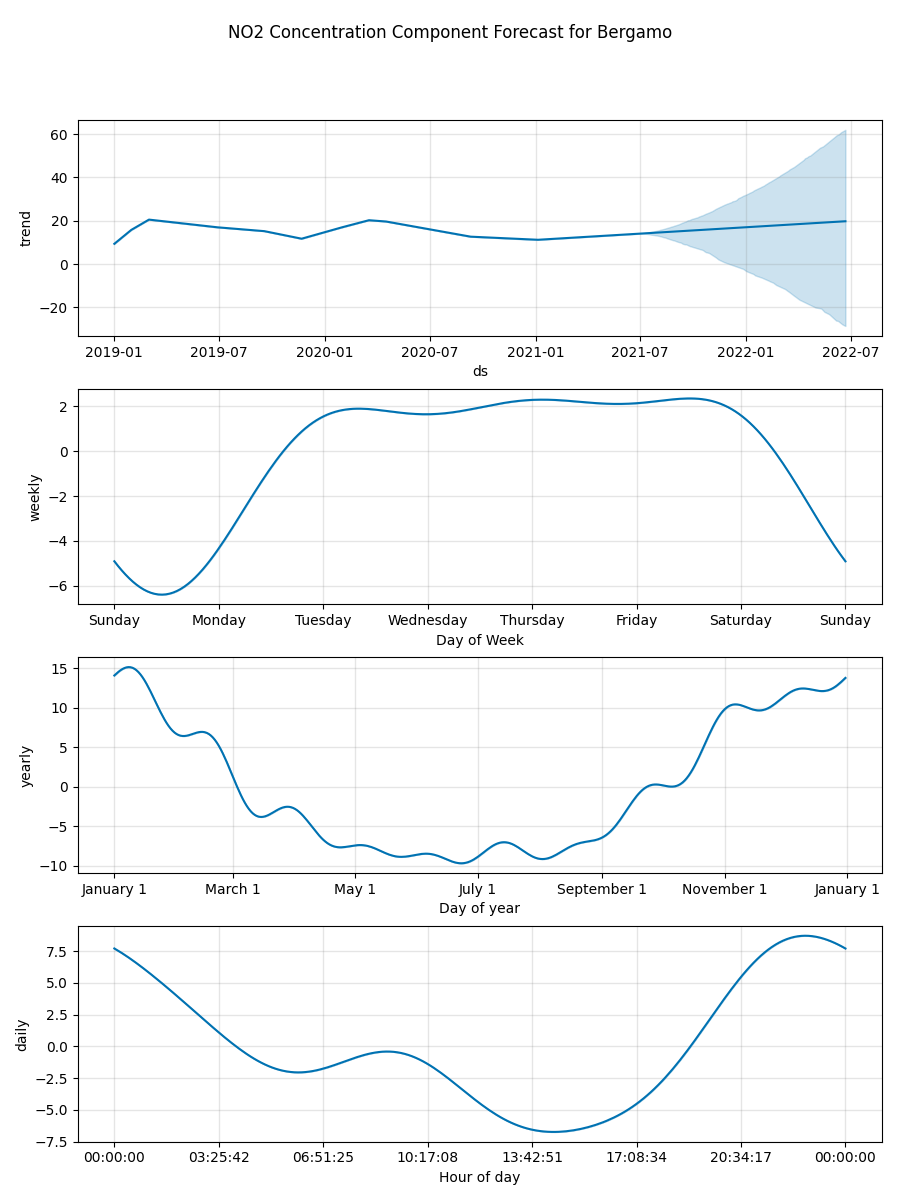 NO2 Concentration Component Forecast for Bergamo
60
40
20
0
−20
trend
2019-01 2019-07 2020-01 2020-07 2021-01 2021-07 2022-01 2022-07
ds
2
0
−2
−4
−6
weekly
Sunday Monday Tuesday Wednesday Thursday Friday Saturday Sunday
Day of Week
15
10
5
0
−5
−10
yearly
January 1 March 1 May 1 July 1 September 1 November 1 January 1
Day of year
7.5
5.0
2.5
0.0
−2.5
−5.0
−7.5
daily
00:00:00 03:25:42 06:51:25 10:17:08 13:42:51 17:08:34 20:34:17 00:00:00
Hour of day